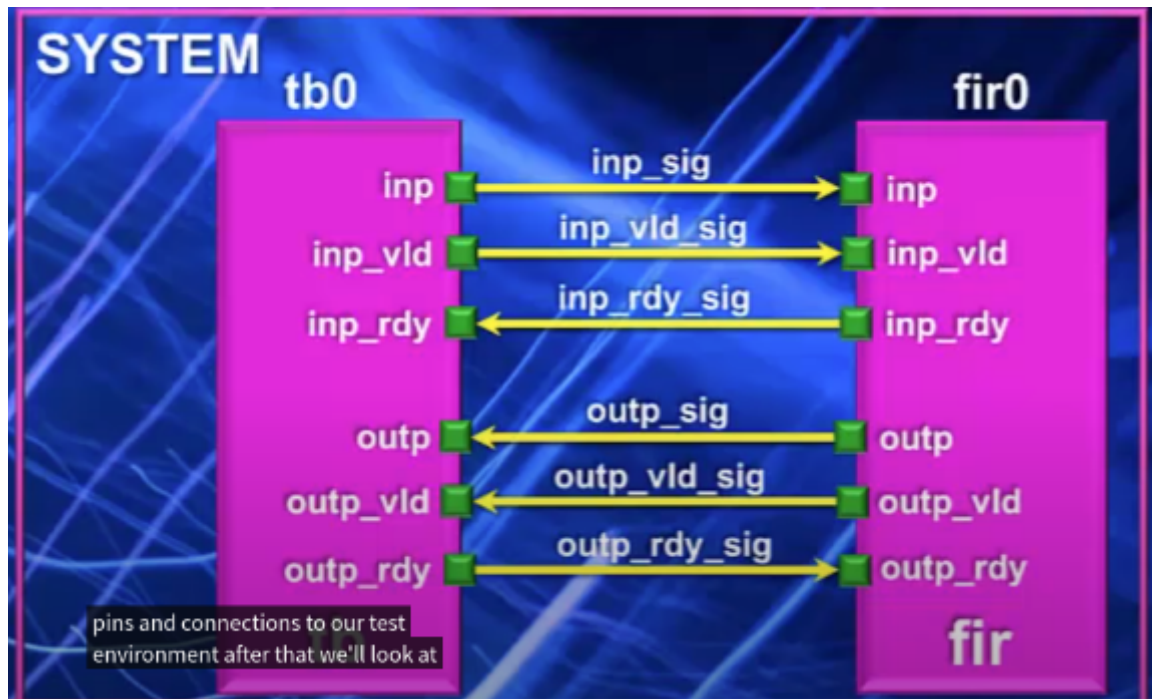 SYSTEM
tb0
fir0
inp
inp_sig
inp
inp_vld
inp_vld_sig
inp_vld
inp_rdy
inp_rdy_sig
inp_rdy
outp
outp_sig
outp
outp_vld
outp_vld_sig
outp_vld
outp_rdy
outp_rdy_sig
outp_rdy
pins and connections to our test
environment after that we'll look at
fir